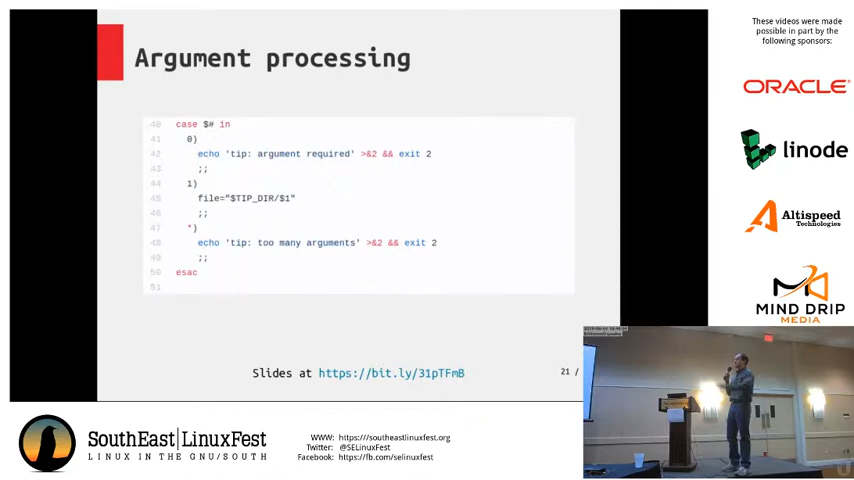 Argument processing
40 case $# in
41 0)
42 echo 'tip: argument required' >&2 && exit 2
43 ;;
44 1)
45 file="$TIP_DIR/$1"
46 ;;
47 *)
48 echo 'tip: too many arguments' >&2 && exit 2
49 ;;
50 esac
51
Slides at https://bit.ly/31pTFmB
21 /
These videos were made
possible in part by the
following sponsors:
ORACLE
linode
Altispeed
Technologies
MIND DRIP
MEDIA
SouthEast|LinuxFest
LINUX IN THE GNU/SOUTH
WWW: https://southeastlinuxfest.org
Twitter: @SELinuxFest
Facebook: https://fb.com/selinuxfest